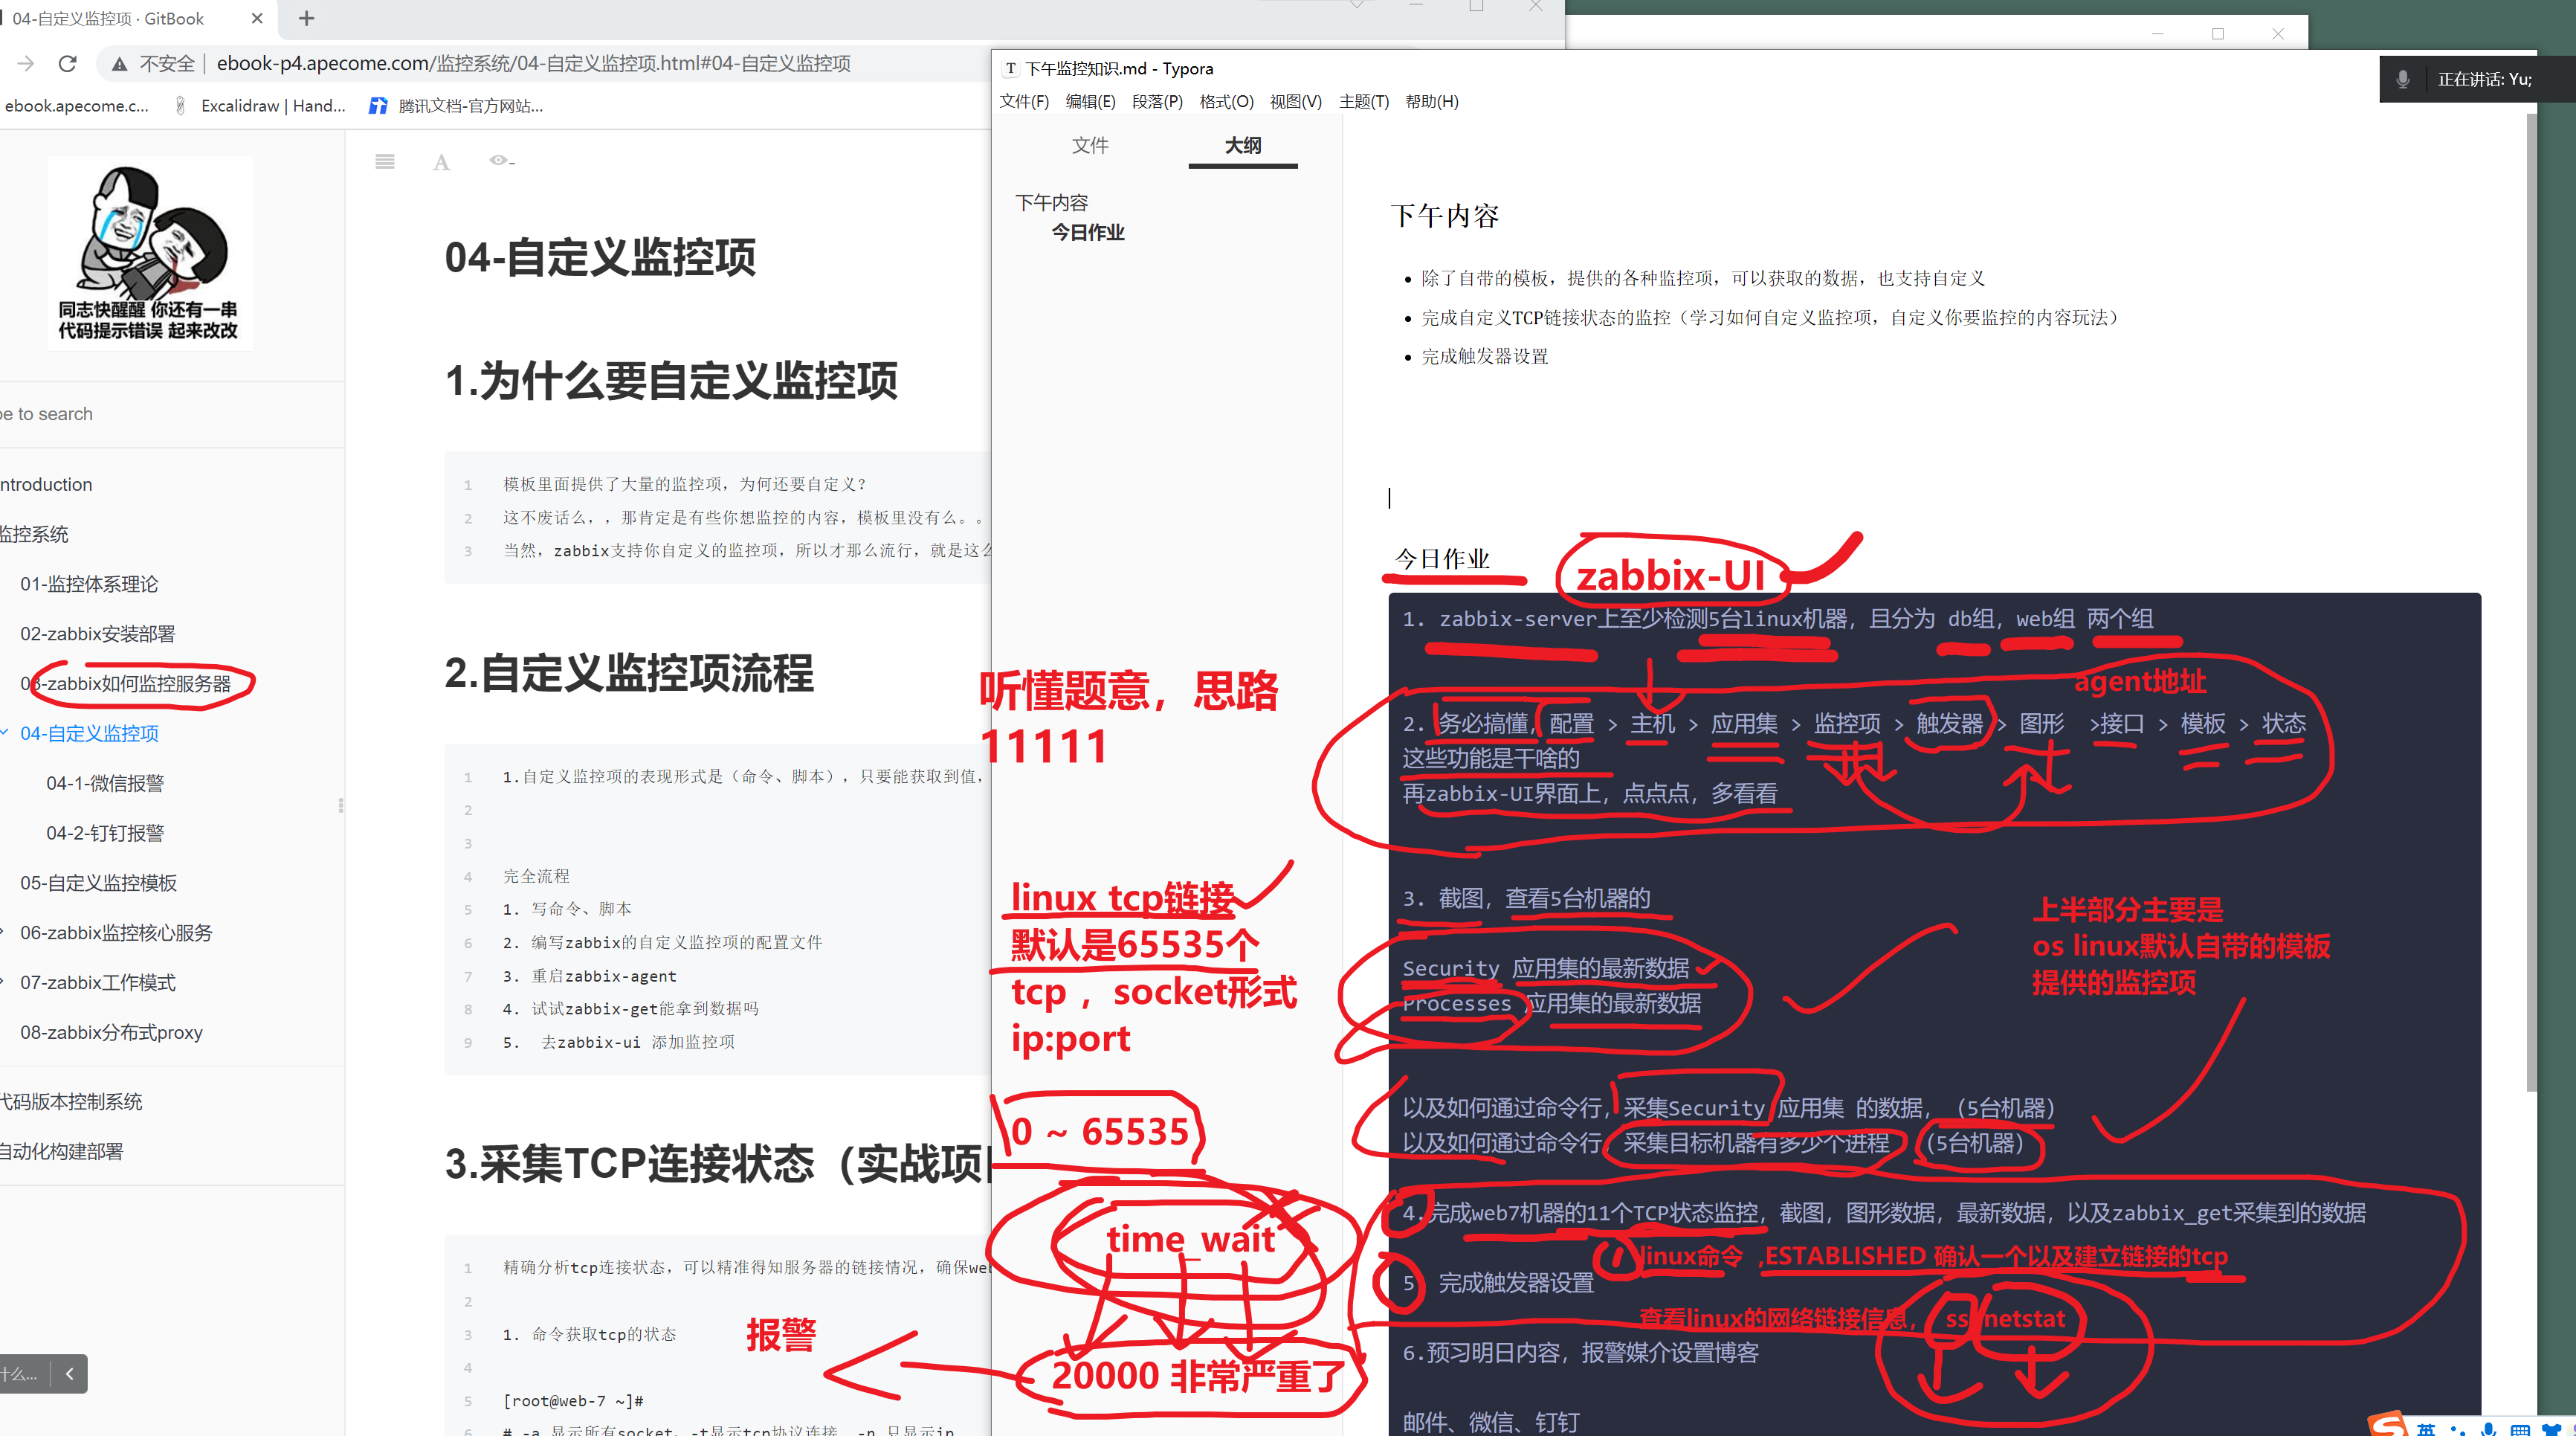 04-自定义监控项 · GitBook
不安全 | ebook-p4.apecome.com/监控系统/04-自定义监控项.html#04-自定义监控项
ebook.apecome.c...
Excalidraw | Hand...
腾讯文档-官方网站...
同志快醒醒 你还有一串
代码提示错误 起来改改
pe to search
ntroduction
监控系统
01-监控体系理论
02-zabbix安装部署
03-zabbix如何监控服务器
04-自定义监控项
04-1-微信报警
04-2-钉钉报警
05-自定义监控模板
06-zabbix监控核心服务
07-zabbix工作模式
08-zabbix分布式proxy
代码版本控制系统
自动化构建部署
什么...
A
04-自定义监控项
1.为什么要自定义监控项
1 模板里面提供了大量的监控项，为何还要自定义？
2 这不废话么，，那肯定是有些你想监控的内容，模板里没有么。。
3 当然，zabbix支持你自定义的监控项，所以才那么流行，就是这么
2.自定义监控项流程
1 1.自定义监控项的表现形式是（命令、脚本），只要能获取到值，
2
3
4 完全流程
5 1. 写命令、脚本
6 2. 编写zabbix的自定义监控项的配置文件
7 3. 重启zabbix-agent
8 4. 试试zabbix-get能拿到数据吗
9 5. 去zabbix-ui 添加监控项
3.采集TCP连接状态（实战项
1 精确分析tcp连接状态，可以精准得知服务器的链接情况，确保we
2
3 1. 命令获取tcp的状态
4
5 [root@web-7 ~]#
6 # -a 显示所有socket，-t显示tcp协议连接，-n 只显示ip
报警
T 下午监控知识.md - Typora
文件(F) 编辑(E) 段落(P) 格式(O) 视图(V) 主题(T) 帮助(H)
正在讲话: Yu;
文件
大纲
下午内容
今日作业
听懂题意，思路
11111
linux tcp链接
默认是65535个
tcp ，socket形式
ip:port
0 ~ 65535
time_wait
20000 非常严重了
下午内容
除了自带的模板，提供的各种监控项，可以获取的数据，也支持自定义
完成自定义TCP链接状态的监控（学习如何自定义监控项，自定义你要监控的内容玩法）
完成触发器设置
今日作业
zabbix-UI
1. zabbix-server上至少检测5台linux机器，且分为 db组，web组 两个组
agent地址
2. 务必搞懂，配置 > 主机 > 应用集 > 监控项 > 触发器 > 图形 >接口 > 模板 > 状态
这些功能是干啥的
再zabbix-UI界面上，点点点，多看看
3. 截图，查看5台机器的
Security 应用集的最新数据
Processes 应用集的最新数据
上半部分主要是
os linux默认自带的模板
提供的监控项
以及如何通过命令行，采集Security 应用集 的数据，（5台机器）
以及如何通过命令行，采集目标机器有多少个进程 （5台机器）
4.完成web7机器的11个TCP状态监控，截图，图形数据，最新数据，以及zabbix_get采集到的数据
linux命令 ,ESTABLISHED 确认一个以及建立链接的tcp
5 完成触发器设置
查看linux的网络链接信息，ss netstat
6.预习明日内容，报警媒介设置博客
邮件、微信、钉钉
英